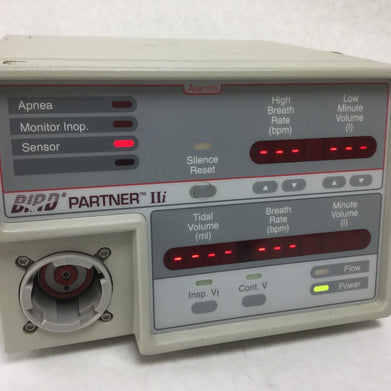 Alarms
Apnea
Monitor Inop.
Sensor
Silence
Reset
High
Breath
Rate
(bpm)
Low
Minute
Volume
(l)
--- ---
BIRD® PARTNER™ IIi
Tidal
Volume
(ml)
Breath
Rate
(bpm)
Minute
Volume
(l)
--- ---
Insp. Vt
Cont. V
Flow
Power